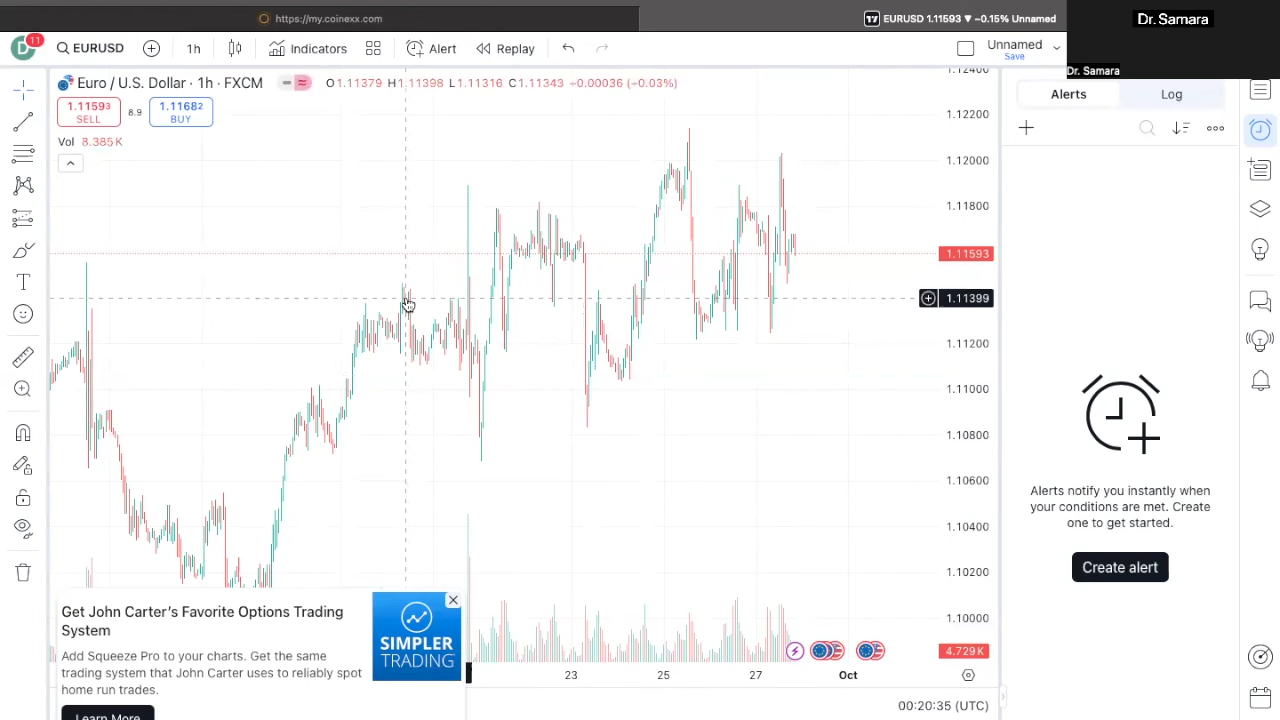 https://my.coinexx.com
EURUSD 1.11593 ▼ −0.15% Unnamed
Dr. Samara
Dr. Samara
D 11
EURUSD
1h
Indicators
Alert
Replay
Unnamed
Save
Euro / U.S. Dollar · 1h · FXCM
O1.11379 H1.11398 L1.11316 C1.11343 +0.00036 (+0.03%)
1.11593
SELL
8.9
1.11682
BUY
Vol 8.385K
Alerts
Log
1.12400
1.12200
1.12000
1.11800
1.11593
1.11399
1.11200
1.11000
1.10800
1.10600
1.10400
1.10200
1.10000
4.729K
Alerts notify you instantly when
your conditions are met. Create
one to get started.
Create alert
Get John Carter's Favorite Options Trading
System
Add Squeeze Pro to your charts. Get the same
trading system that John Carter uses to reliably spot
home run trades.
Learn More
SIMPLER
TRADING
23
25
27
Oct
00:20:35 (UTC)